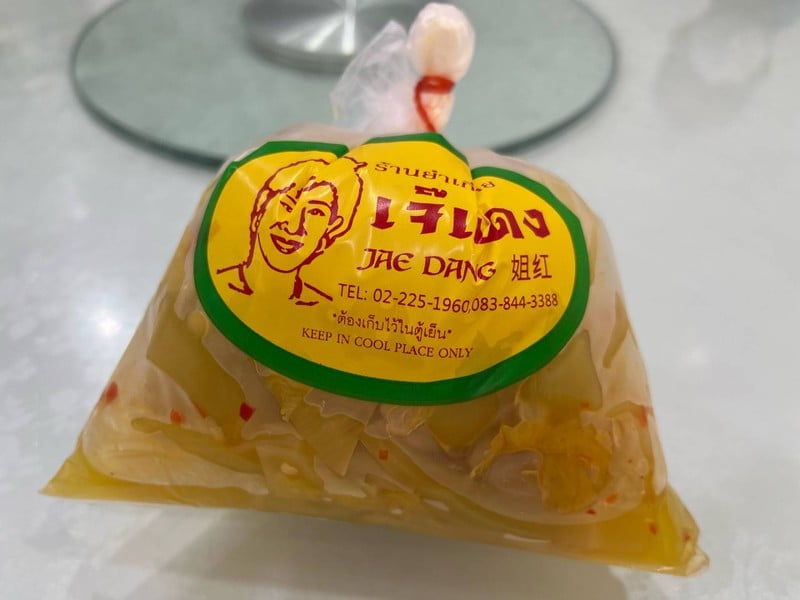 ร้านยำเกี๊ย
เจ๊แดง
JAE DANG 姐红
TEL: 02-225-1960,083-844-3388
*ต้องเก็บไว้ในตู้เย็น*
KEEP IN COOL PLACE ONLY